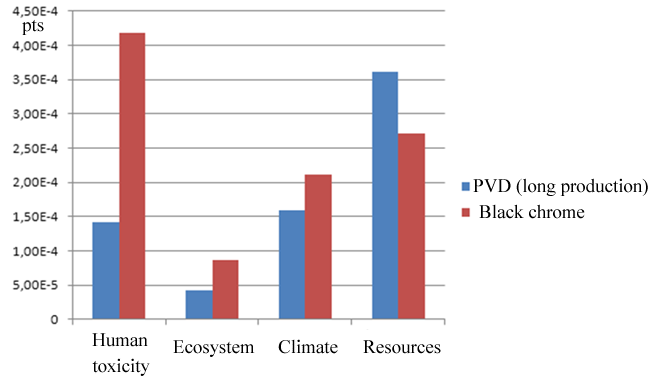 4,50E-4
pts
4,00E-4
3,50E-4
3,00E-4
2,50E-4
2,00E-4
1,50E-4
1,00E-4
5,00E-5
0
Human
toxicity
Ecosystem
Climate
Resources
PVD (long production)
Black chrome